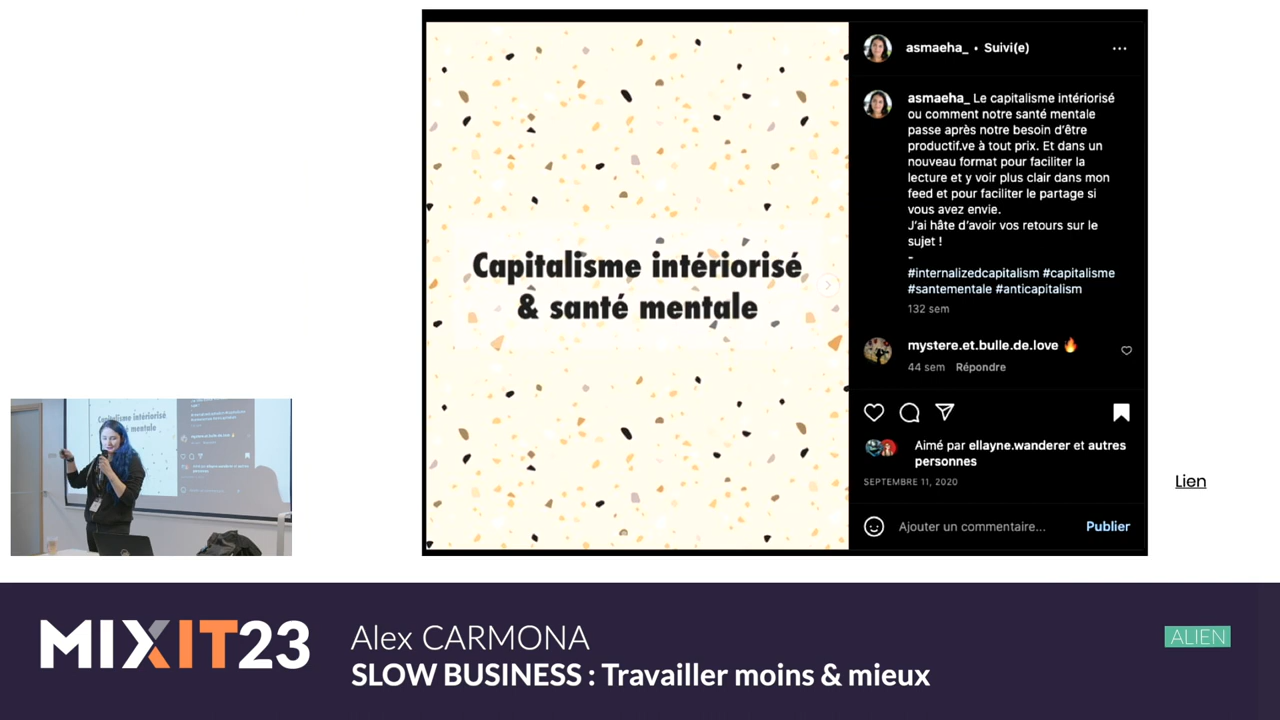 asmaeha_ • Suivi(e)
asmaeha_ Le capitalisme intériorisé
ou comment notre santé mentale
passe après notre besoin d'être
productif.ve à tout prix. Et dans un
nouveau format pour faciliter la
lecture et y voir plus clair dans mon
feed et pour faciliter le partage si
vous avez envie.
J'ai hâte d'avoir vos retours sur le
sujet !
-
#internalizedcapitalism #capitalisme
#santementale #anticapitalism
132 sem
Capitalisme intériorisé
& santé mentale
mystere.et.bulle.de.love 🔥
44 sem Répondre
Aimé par ellayne.wanderer et autres
personnes
SEPTEMBRE 11, 2020
Ajouter un commentaire... Publier
Lien
Capitalisme intériorisé
MIXIT23
Alex CARMONA
SLOW BUSINESS : Travailler moins & mieux
ALIEN